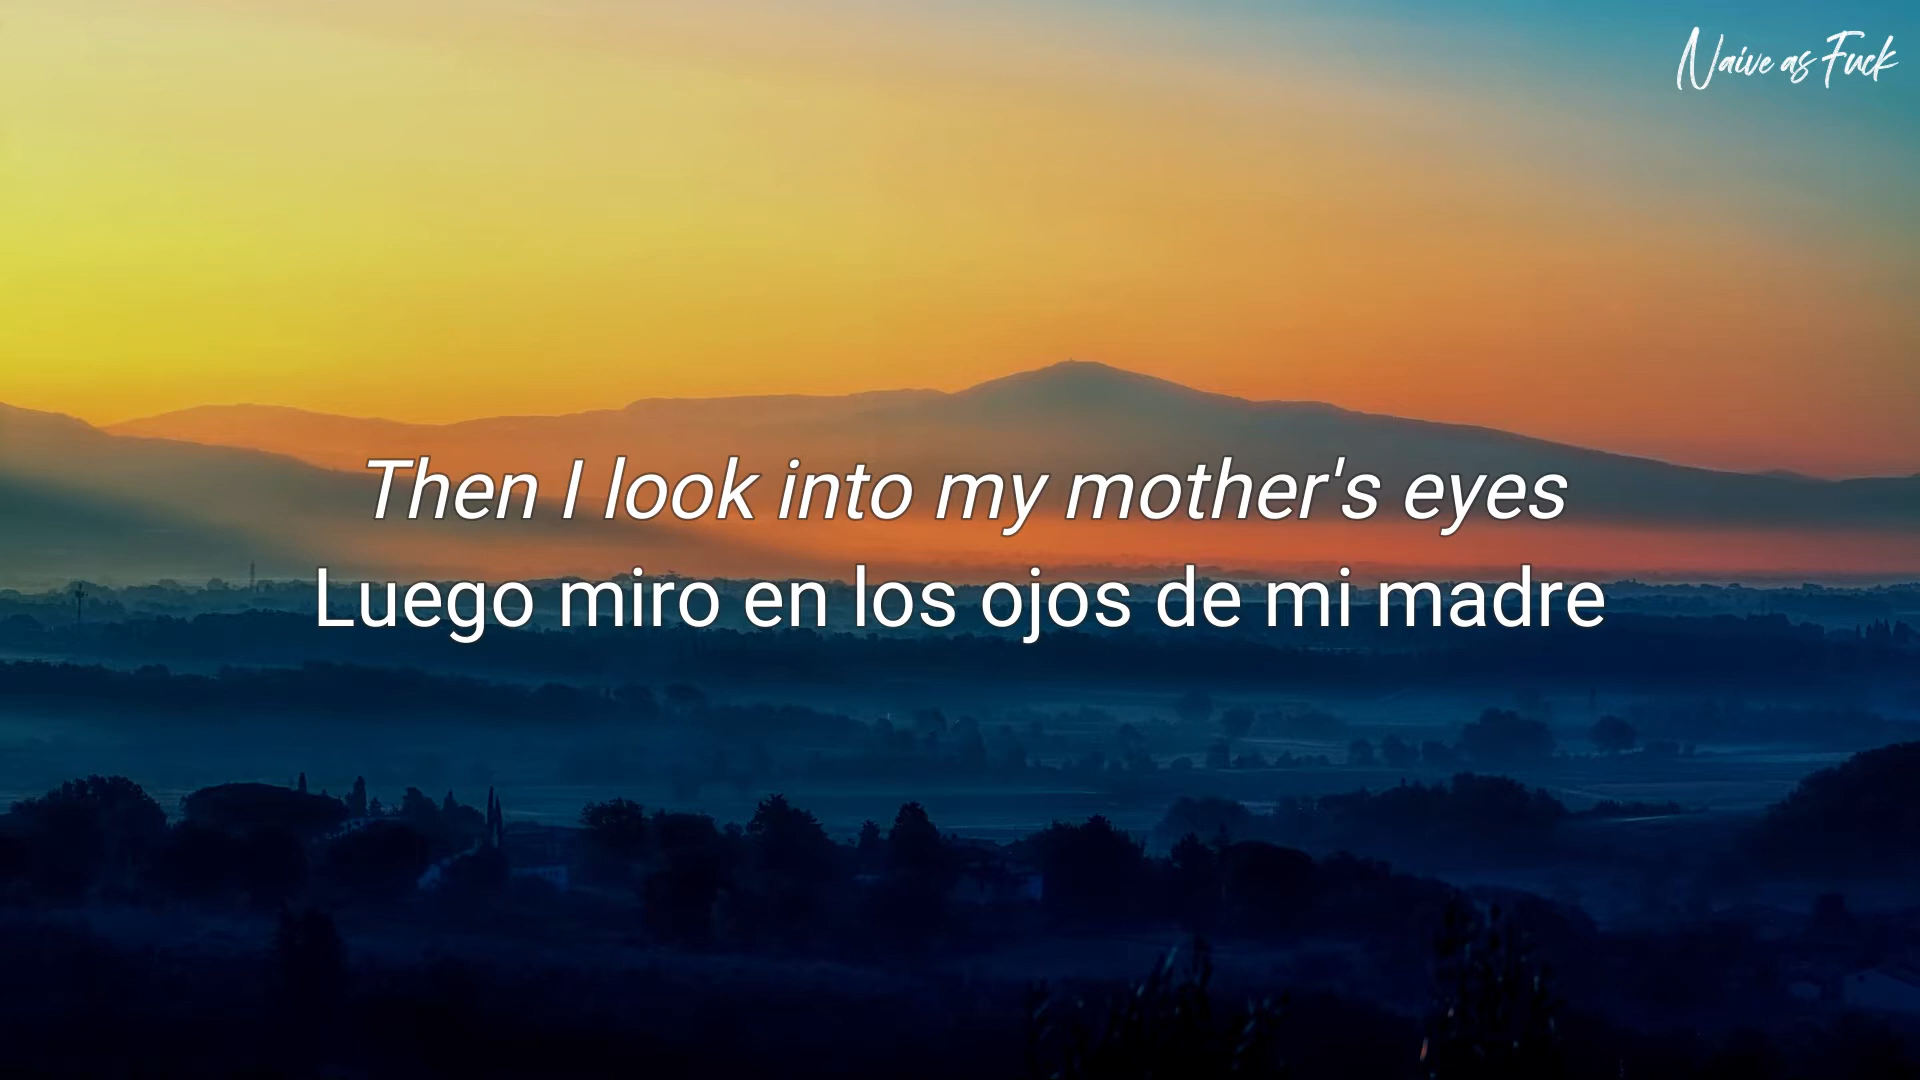 Naive as Fuck
Then I look into my mother's eyes
Luego miro en los ojos de mi madre